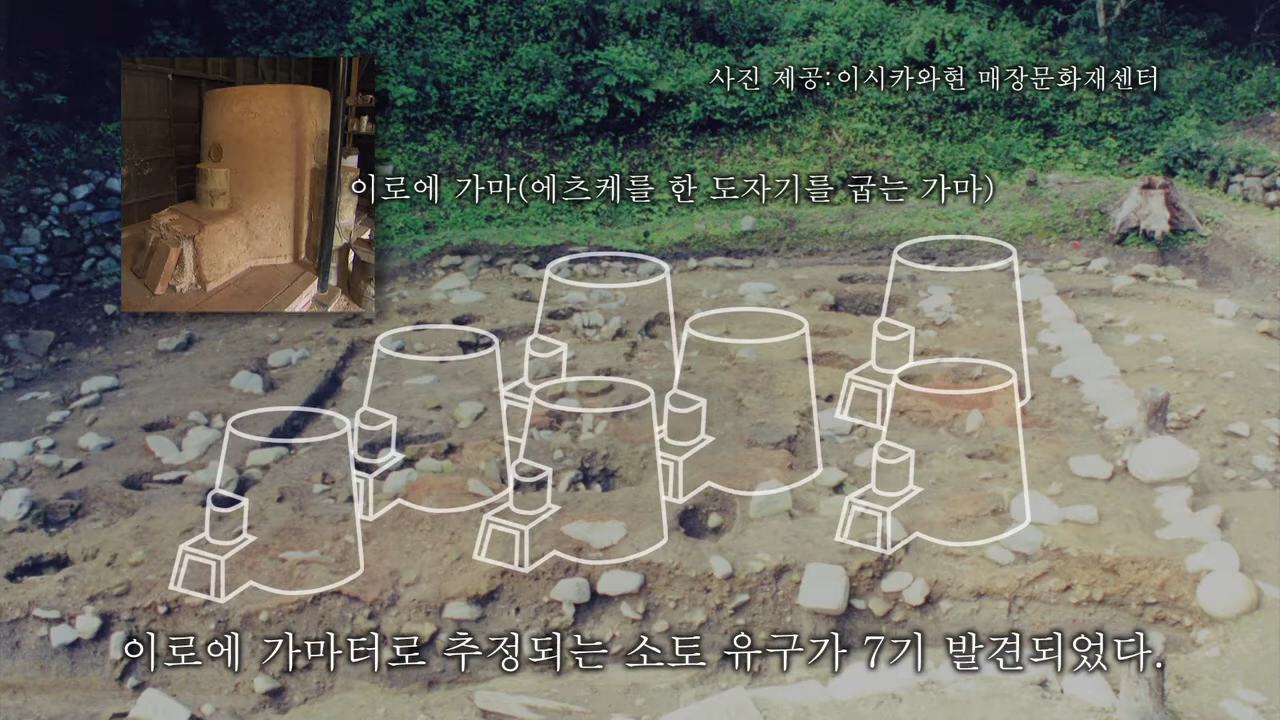 사진 제공:이시카와현 매장문화재센터
이로에 가마(에츠케를 한 도자기를 굽는 가마)
이로에 가마터로 추정되는 소토 유구가 7기 발견되었다.